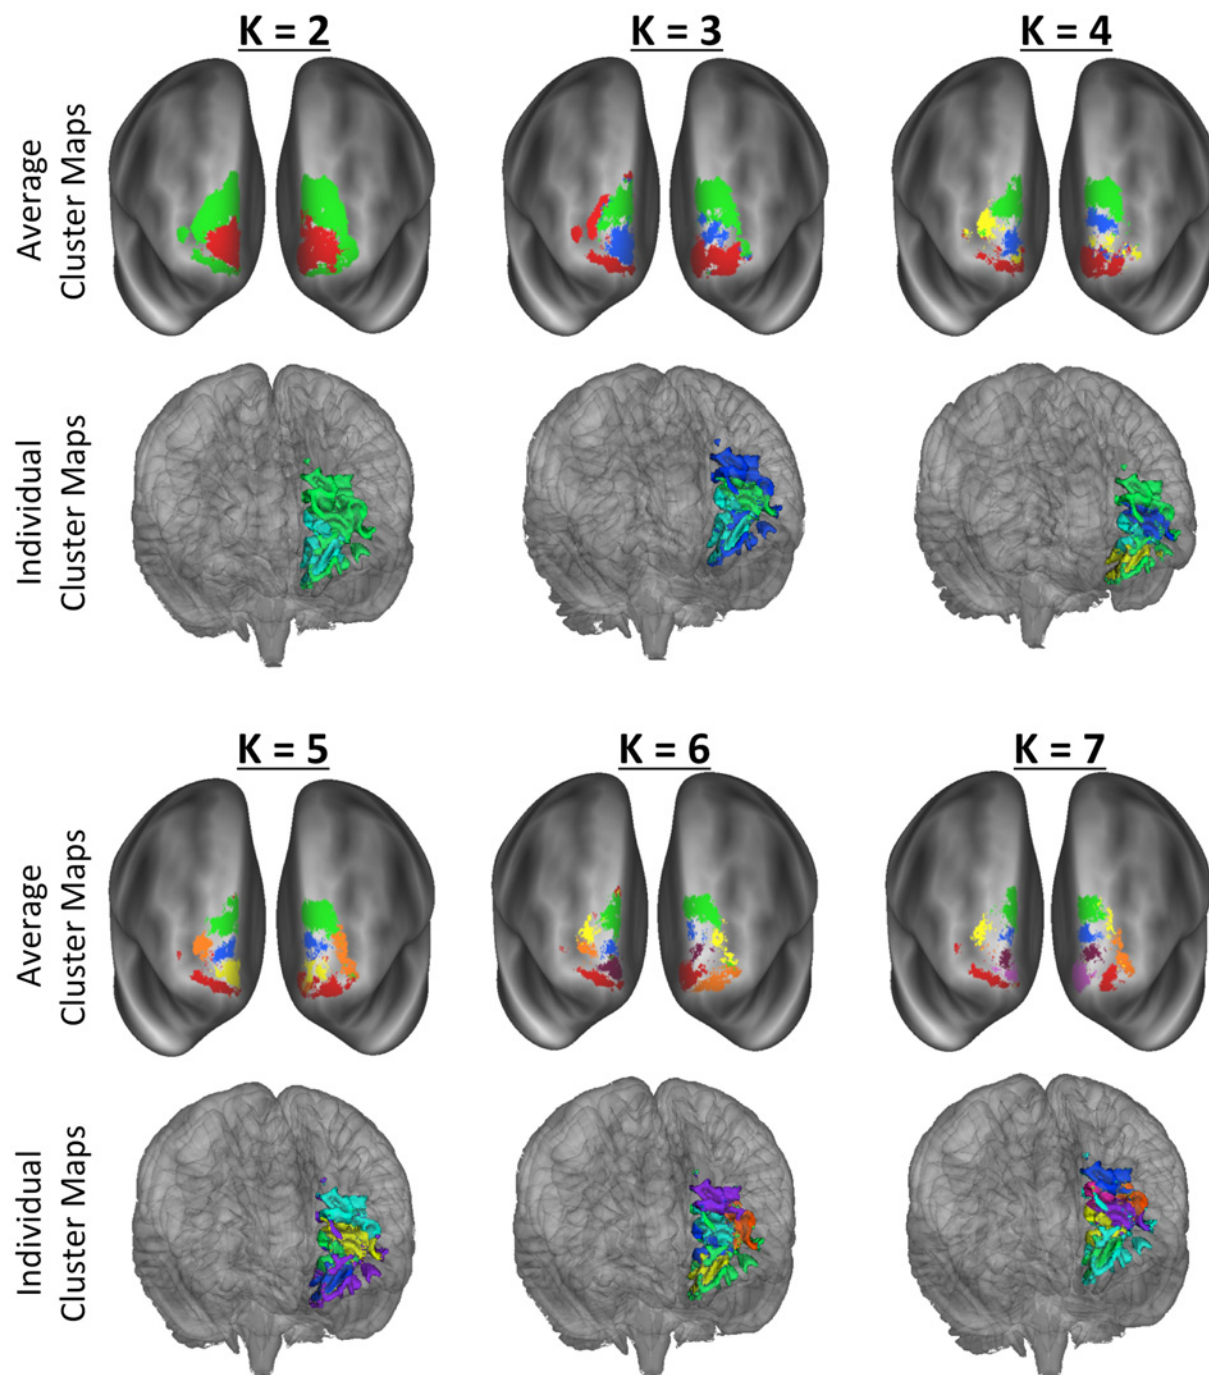 K = 2
K = 3
K = 4
Average
Cluster Maps
Individual
Cluster Maps
K = 5
K = 6
K = 7
Average
Cluster Maps
Individual
Cluster Maps